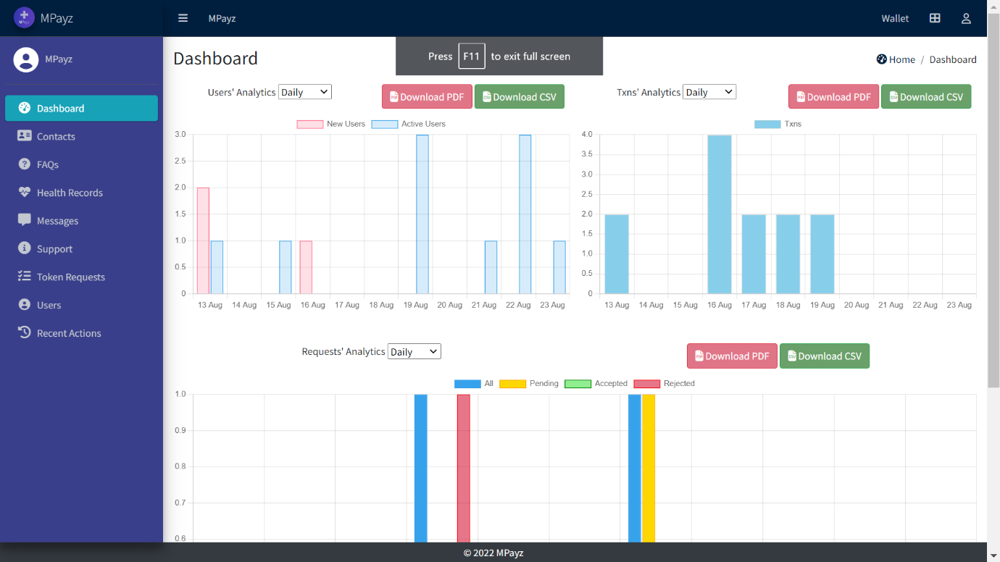 MPayz
MPayz
Wallet
MPayz
Dashboard
Contacts
FAQs
Health Records
Messages
Support
Token Requests
Users
Recent Actions
Dashboard
Press F11 to exit full screen
Home / Dashboard
Users' Analytics Daily
Download PDF
Download CSV
New Users Active Users
3.0
2.5
2.0
1.5
1.0
0.5
0
13 Aug 14 Aug 15 Aug 16 Aug 17 Aug 18 Aug 19 Aug 20 Aug 21 Aug 22 Aug 23 Aug
Txns' Analytics Daily
Download PDF
Download CSV
Txns
4.0
3.5
3.0
2.5
2.0
1.5
1.0
0.5
0
13 Aug 14 Aug 15 Aug 16 Aug 17 Aug 18 Aug 19 Aug 20 Aug 21 Aug 22 Aug 23 Aug
Requests' Analytics Daily
Download PDF
Download CSV
All Pending Accepted Rejected
1.0
0.9
0.8
0.7
0.6
© 2022 MPayz